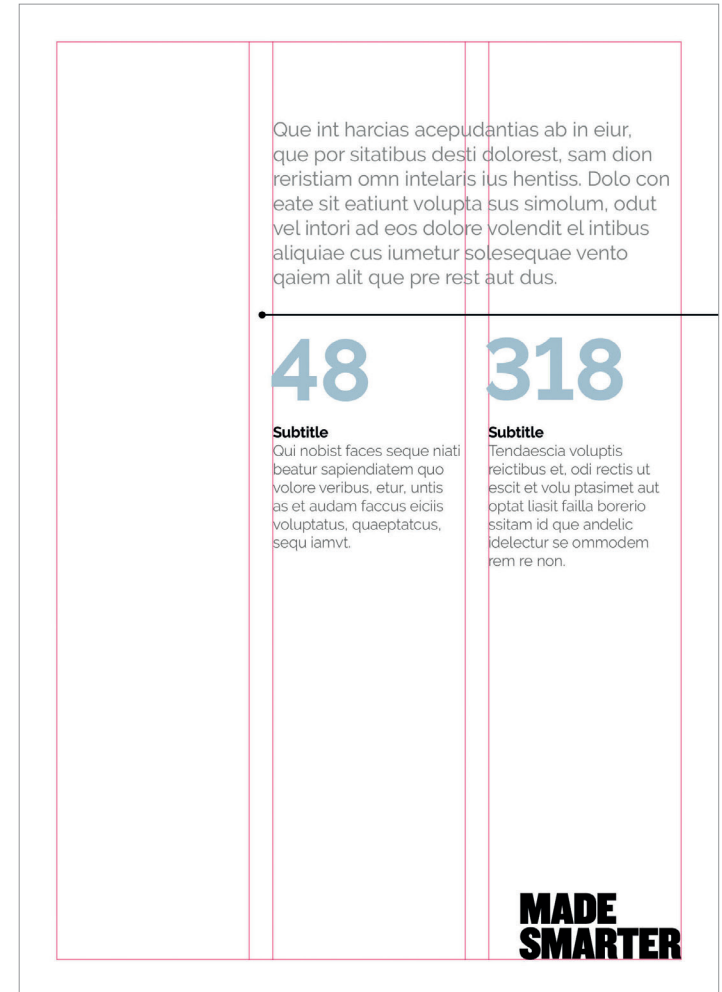 Que int harcias acepudantias ab in eiur,
que por sitatibus desti dolorest, sam dion
reristiam omn intelaris ius hentiss. Dolo con
eate sit eatiunt volupta sus simolum, odut
vel intori ad eos dolore volendit el intibus
aliquiae cus iumetur solesequae vento
qaiem alit que pre rest aut dus.
48
Subtitle
Qui nobist faces seque niati
beatur sapiendiatem quo
volore veribus, etur, untis
as et audam faccus eiciis
voluptatus, quaeptatcus,
sequ iamvt.
318
Subtitle
Tendaescia voluptis
reictibus et, odi rectis ut
escit et volu ptasimet aut
optat liasit failla borerio
ssitam id que andelic
idelectur se ommodem
rem re non.
MADE
SMARTER